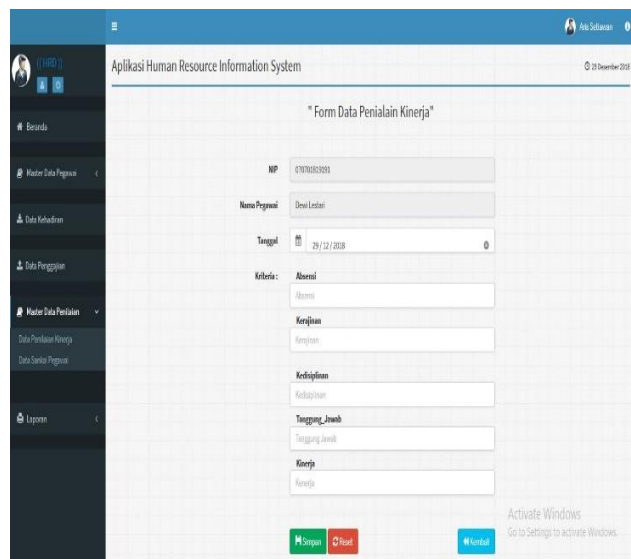 Aris Setiawan
((HRD))
Aplikasi Human Resource Information System
29 Desember 2018
" Form Data Penialain Kinerja"
Beranda
Master Data Pegawai
Data Kehadiran
Data Penggajian
Master Data Penilaian
Data Penilaian Kinerja
Data Sanksi Pegawai
Laporan
NIP
Nama Pegawai Dewi Lestari
Tanggal 29 / 12 / 2018
Kriteria : Absensi
Absensi
Kerajinan
Kerajinan
Kedisiplinan
Kedisiplinan
Tanggung_Jawab
Tanggung Jawab
Kinerja
Kenerja
Simpan Reset Kembali
Activate Windows
Go to Settings to activate Windows.